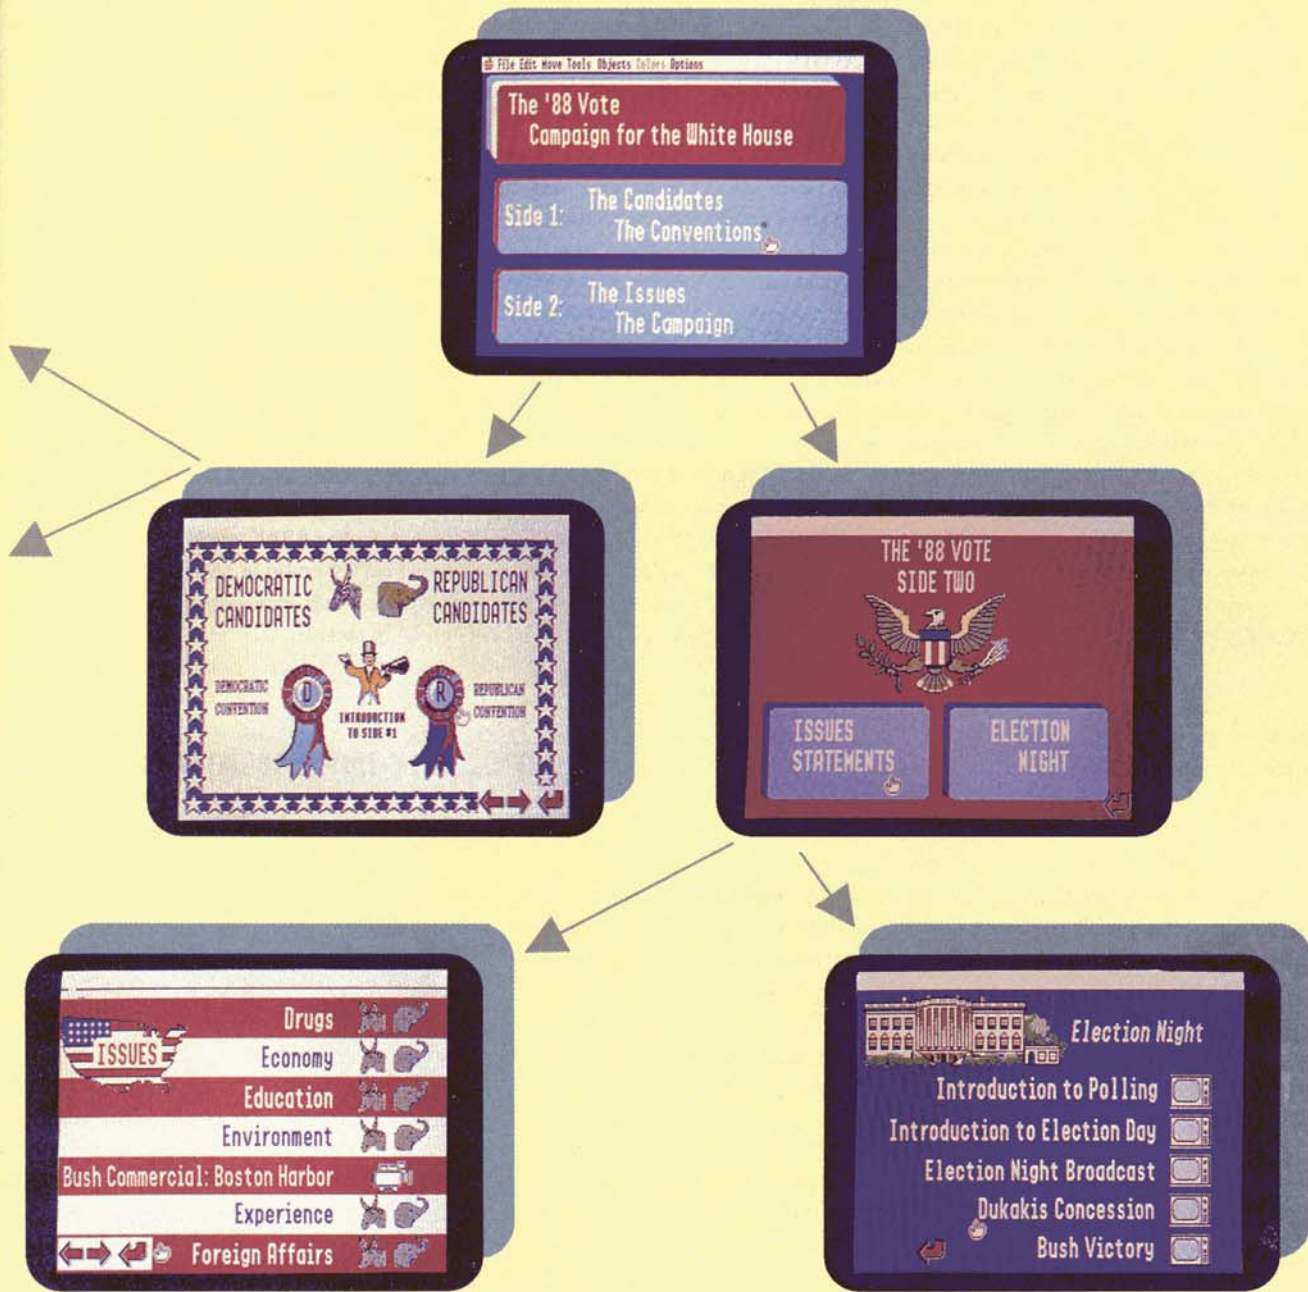 File Edit Move Tools Objects Colors Options
The '88 Vote
Campaign for the White House
Side 1: The Candidates
The Conventions
Side 2: The Issues
The Campaign
DEMOCRATIC
CANDIDATES
REPUBLICAN
CANDIDATES
DEMOCRATIC
CONVENTION
D
INTRODUCTION
TO SIDE #1
R
REPUBLICAN
CONVENTION
THE '88 VOTE
SIDE TWO
ISSUES
STATEMENTS
ELECTION
NIGHT
ISSUES
Drugs
Economy
Education
Environment
Bush Commercial: Boston Harbor
Experience
Foreign Affairs
Election Night
Introduction to Polling
Introduction to Election Day
Election Night Broadcast
Dukakis Concession
Bush Victory